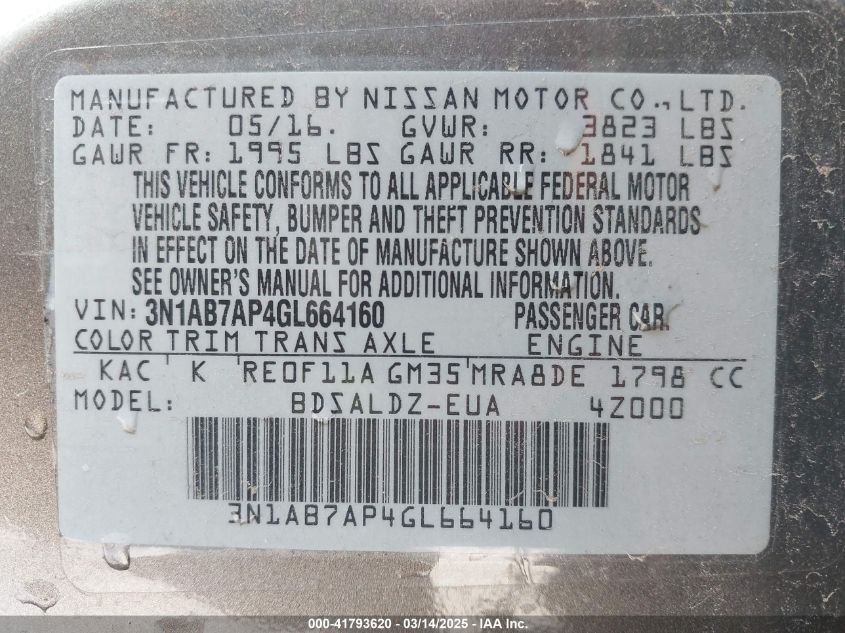 MANUFACTURED BY NISSAN MOTOR CO., LTD.
DATE: 05/16. GVWR: 3823 LBS
GAWR FR: 1995 LBS GAWR RR: 1841 LBS
THIS VEHICLE CONFORMS TO ALL APPLICABLE FEDERAL MOTOR
VEHICLE SAFETY, BUMPER AND THEFT PREVENTION STANDARDS
IN EFFECT ON THE DATE OF MANUFACTURE SHOWN ABOVE.
SEE OWNER'S MANUAL FOR ADDITIONAL INFORMATION.
VIN: 3N1AB7AP4GL664160 PASSENGER CAR.
COLOR TRIM TRANS AXLE ENGINE
KAC K RE0F11A GM35 MRA8DE 1798 CC
MODEL: BDSALDZ-EUA 4Z000
3N1AB7AP4GL664160
000-41793620 - 03/14/2025 - IAA Inc.